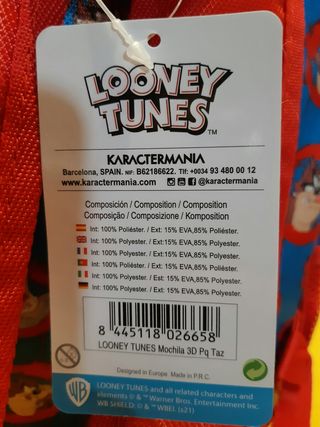 LOONEY
TUNES™
KARACTERMANIA
Barcelona, SPAIN. NIF: B62186622. Tlf: +0034 93 480 00 12
www.karactermania.com @karactermania
Composición / Composition / Composition
Composição / Composizione / Komposition
Int: 100% Poliéster. / Ext: 15% EVA,85% Poliéster.
Int: 100% Polyester. / Ext:15% EVA,85% Polyester.
Int: 100% Polyester. / Ext:15% EVA,85% Polyester.
Int: 100% Poliéster. / Ext: 15% EVA,85% Poliéster.
Int: 100% Polyester. / Ext:15% EVA,85% Polyester.
Int: 100% Polyester. / Ext:15% EVA,85% Polyester.
8 445118 026658
LOONEY TUNES Mochila 3D Pq Taz
Designed in Europe. Made in P.R.C.
WB
LOONEY TUNES and all related characters and
elements © & ™ Warner Bros. Entertainment Inc.
WB SHIELD: © & ™ WBEI. (s21)